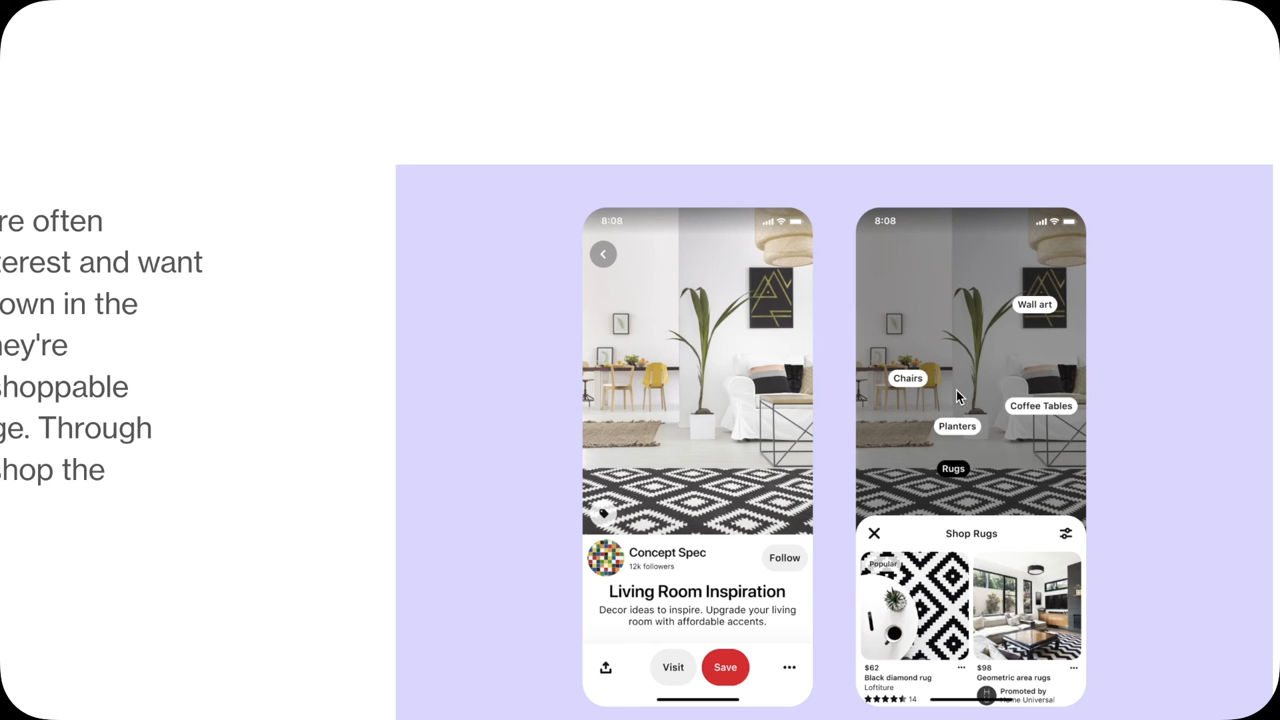 re often
terest and want
own in the
hey're
shoppable
ge. Through
shop the
8:08
Concept Spec
12k followers
Follow
Living Room Inspiration
Decor ideas to inspire. Upgrade your living
room with affordable accents.
Visit
Save
8:08
Wall art
Chairs
Coffee Tables
Planters
Rugs
Shop Rugs
Popular
$62
Black diamond rug
Loftiture
14
$98
Geometric area rugs
Promoted by
Home Universal